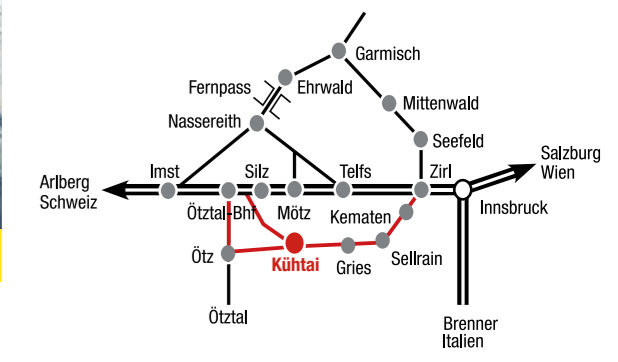 Garmisch
Fernpass
Ehrwald
Mittenwald
Nassereith
Seefeld
Imst
Silz
Telfs
Zirl
Salzburg
Wien
Arlberg
Schweiz
Ötztal-Bhf
Mötz
Kematen
Innsbruck
Ötz
Kühtai
Gries
Sellrain
Ötztal
Brenner
Italien